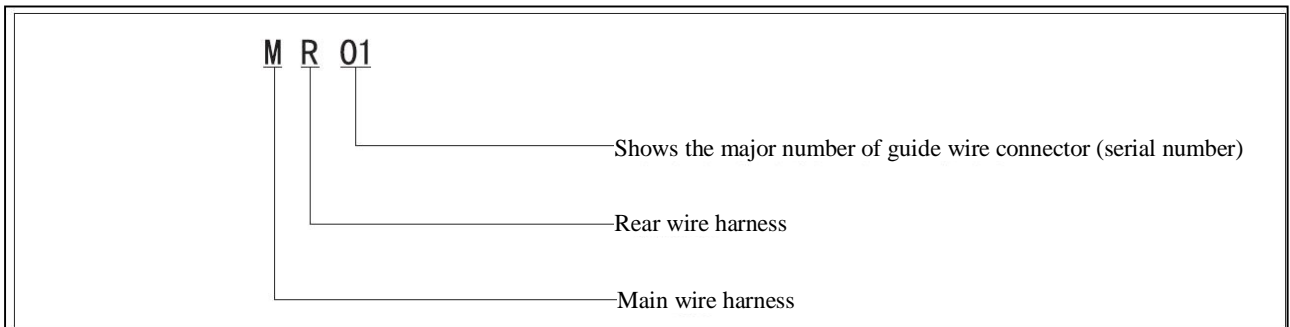 M R 01
Shows the major number of guide wire connector (serial number)
Rear wire harness
Main wire harness